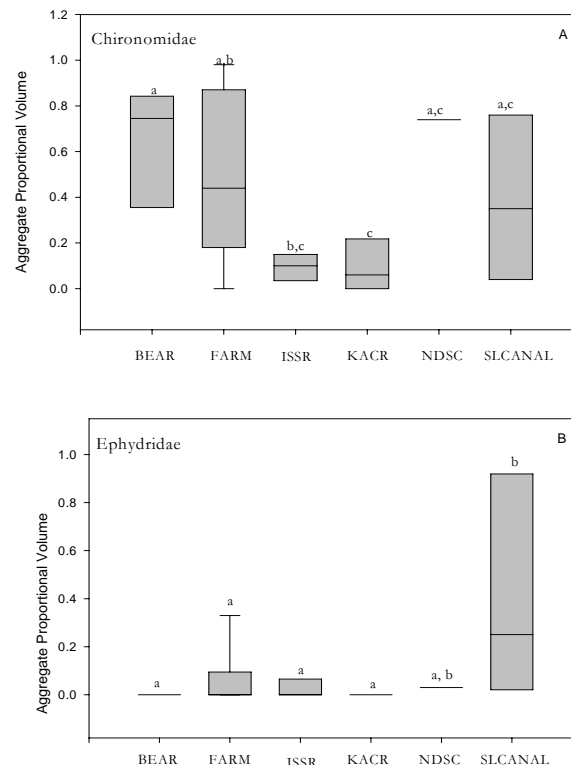 Chironomidae
A
Aggregate Proportional Volume
1.2
1.0
0.8
0.6
0.4
0.2
0.0
a
a,b
b,c
c
a,c
a,c
BEAR FARM ISSR KACR NDSC SLCANAL
Ephydridae
B
Aggregate Proportional Volume
1.0
0.8
0.6
0.4
0.2
0.0
a
a
a
a
a, b
b
BEAR FARM ISSR KACR NDSC SLCANAL